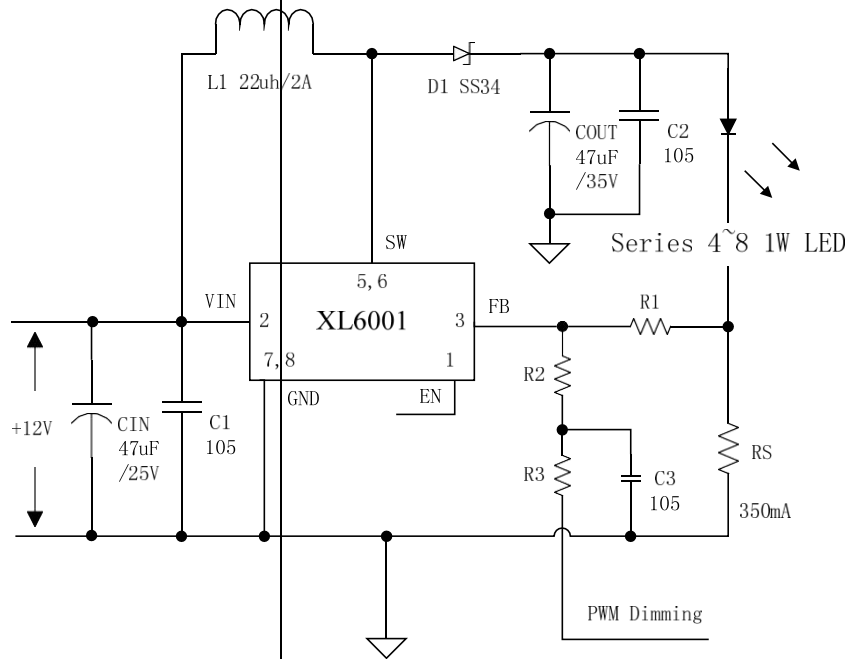 L1 22uh/2A
D1 SS34
COUT
47uF
/35V
C2
105
SW
Series 4~8 1W LED
VIN
5,6
FB
R1
2
XL6001
3
7,8
1
GND
EN
R2
+12V
CIN
47uF
/25V
C1
105
R3
C3
105
RS
350mA
PWM Dimming